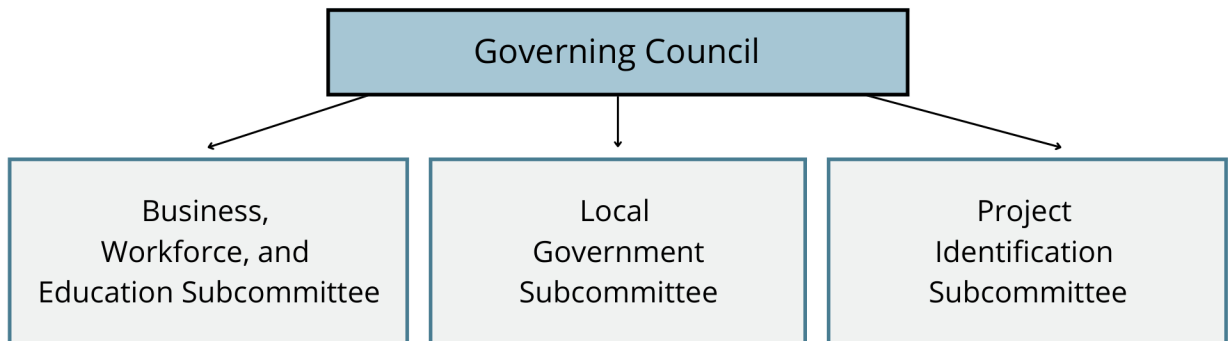 Governing Council
Business,
Workforce, and
Education Subcommittee
Local
Government
Subcommittee
Project
Identification
Subcommittee